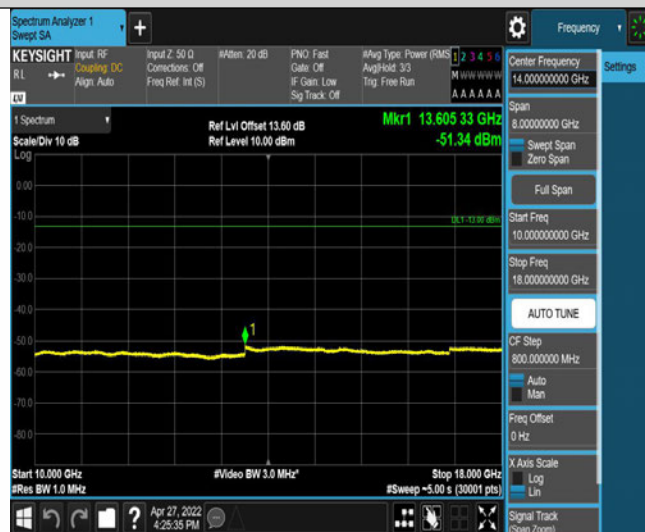 Spectrum Analyzer 1
Swept SA
Frequency
KEYSIGHT
RL
LXI
Input: RF
Coupling: DC
Align: Auto
Input Z: 50 Ω
Corrections: Off
Freq Ref: Int (S)
#Atten: 20 dB
PNO: Fast
Gate: Off
IF Gain: Low
Sig Track: Off
#Avg Type: Power (RMS
Avg|Hold: 3/3
Trig: Free Run
1 2 3 4 5 6
M W W W W W
A A A A A A
1 Spectrum
Scale/Div 10 dB
Log
Ref Lvl Offset 13.60 dB
Ref Level 10.00 dBm
Mkr1 13.605 33 GHz
-51.34 dBm
0.00
-10.0
DL1 -13.00 dBm
-20.0
-30.0
-40.0
-50.0
1
-60.0
-70.0
-80.0
Start 10.000 GHz
#Res BW 1.0 MHz
#Video BW 3.0 MHz*
Stop 18.000 GHz
#Sweep ~5.00 s (30001 pts)
?
Apr 27, 2022
4:25:35 PM
Center Frequency
14.000000000 GHz
Span
8.00000000 GHz
Swept Span
Zero Span
Full Span
Start Freq
10.000000000 GHz
Stop Freq
18.000000000 GHz
AUTO TUNE
CF Step
800.000000 MHz
Auto
Man
Freq Offset
0 Hz
X Axis Scale
Log
Lin
Signal Track
(Span Zoom)
Settings